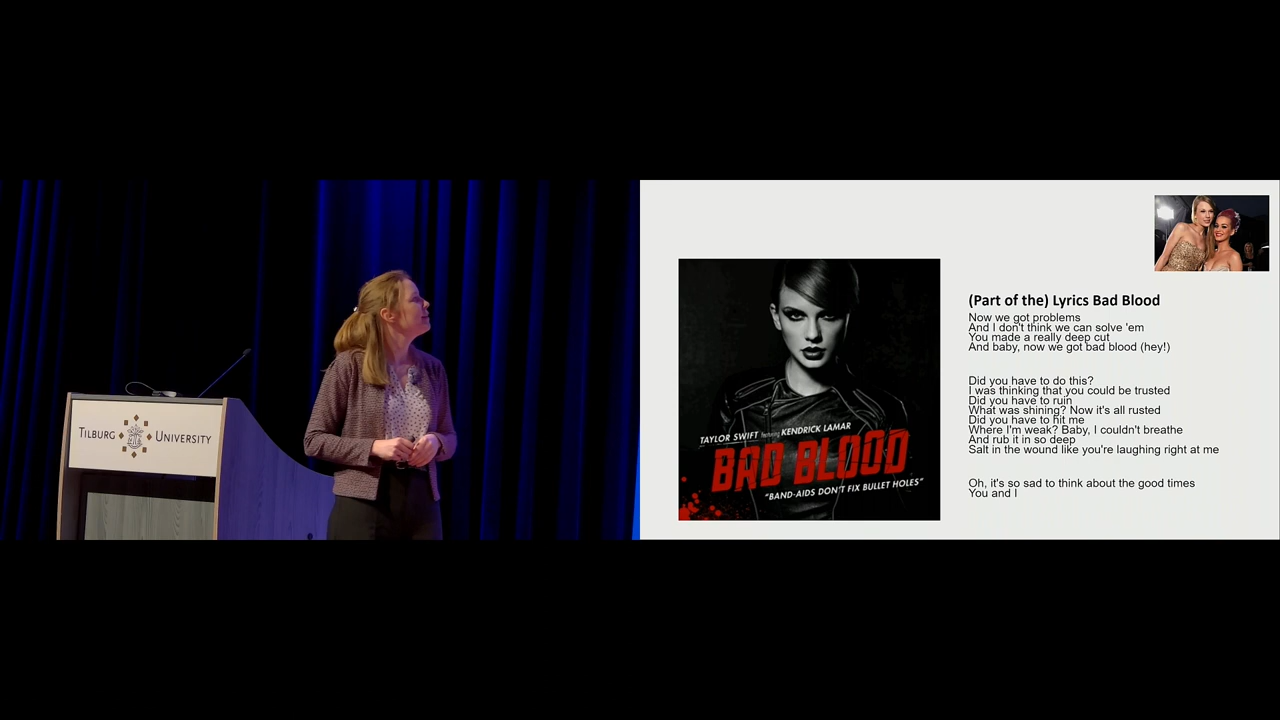 TILBURG UNIVERSITY
TAYLOR SWIFT featuring KENDRICK LAMAR
BAD BLOOD
"BAND-AIDS DON'T FIX BULLET HOLES"
(Part of the) Lyrics Bad Blood
Now we got problems
And I don't think we can solve 'em
You made a really deep cut
And baby, now we got bad blood (hey!)
Did you have to do this?
I was thinking that you could be trusted
Did you have to ruin
What was shining? Now it's all rusted
Did you have to hit me
Where I'm weak? Baby, I couldn't breathe
And rub it in so deep
Salt in the wound like you're laughing right at me
Oh, it's so sad to think about the good times
You and I